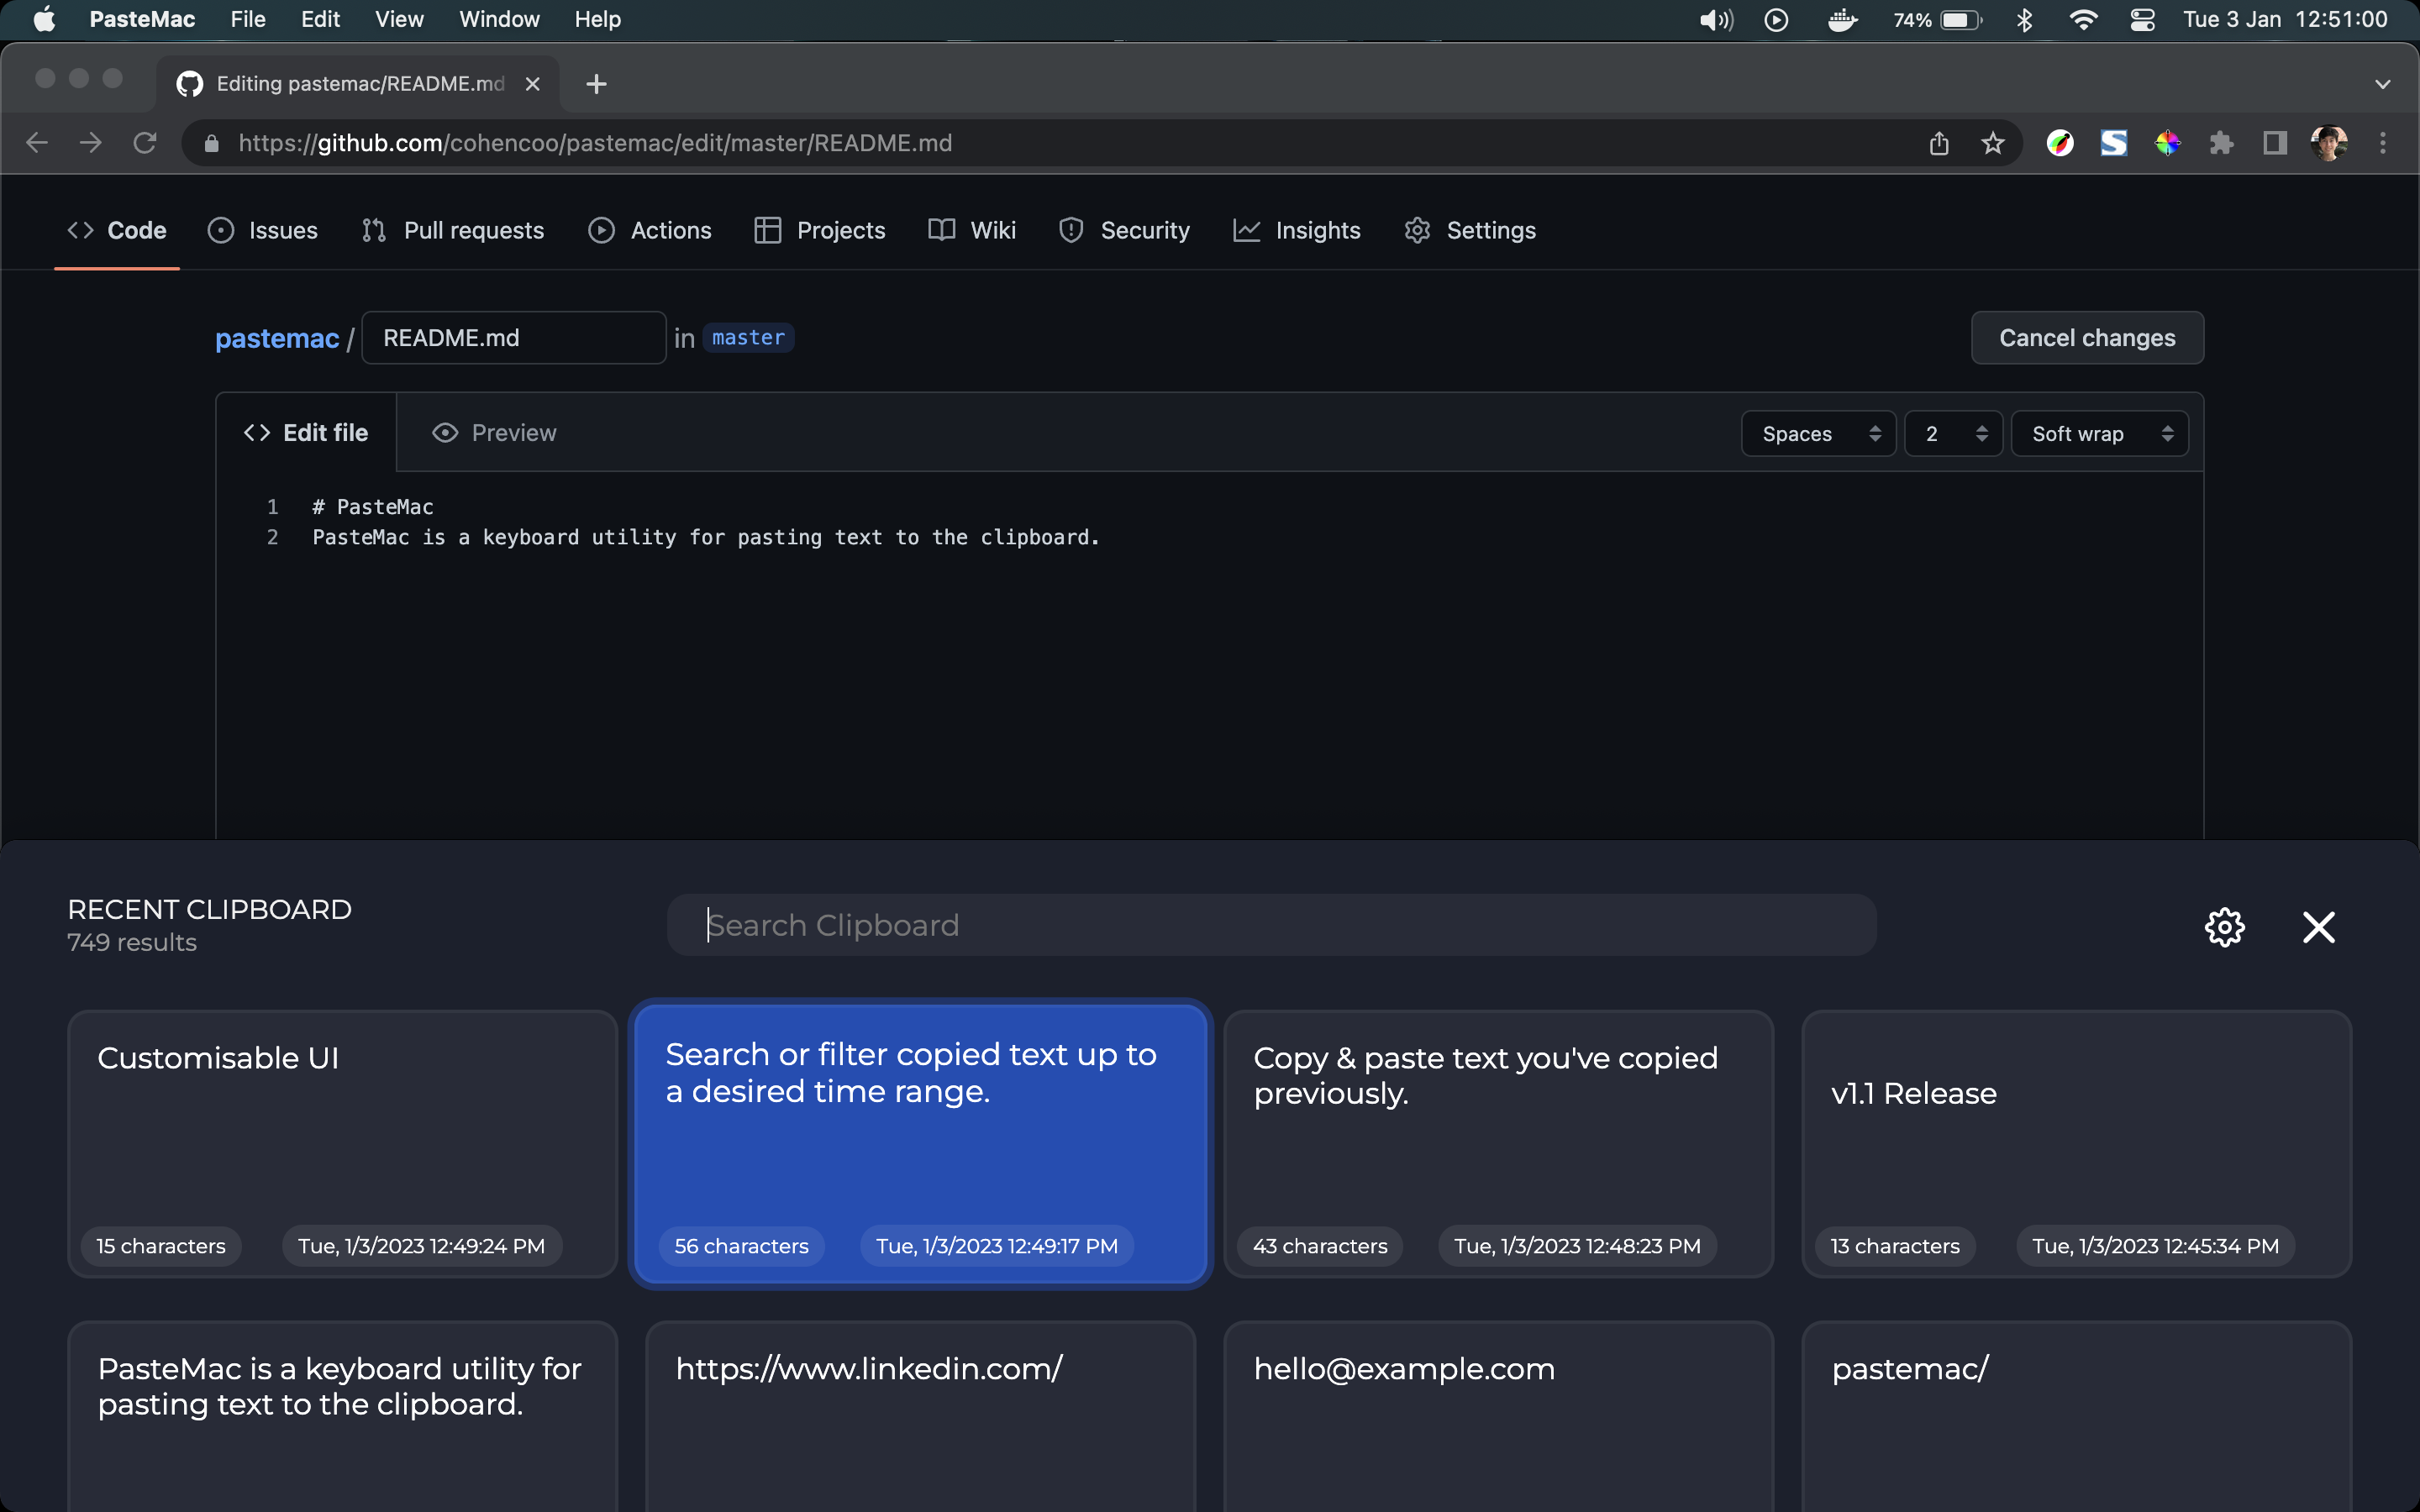 PasteMac File Edit View Window Help 74% Tue 3 Jan 12:51:00
Editing pastemac/README.md
https://github.com/cohencoo/pastemac/edit/master/README.md
Code Issues Pull requests Actions Projects Wiki Security Insights Settings
pastemac / README.md in master Cancel changes
Edit file Preview Spaces 2 Soft wrap
1 # PasteMac
2 PasteMac is a keyboard utility for pasting text to the clipboard.
RECENT CLIPBOARD
749 results
Search Clipboard
Customisable UI
15 characters Tue, 1/3/2023 12:49:24 PM
Search or filter copied text up to
a desired time range.
56 characters Tue, 1/3/2023 12:49:17 PM
Copy & paste text you've copied
previously.
43 characters Tue, 1/3/2023 12:48:23 PM
v1.1 Release
13 characters Tue, 1/3/2023 12:45:34 PM
PasteMac is a keyboard utility for
pasting text to the clipboard.
https://www.linkedin.com/
hello@example.com
pastemac/